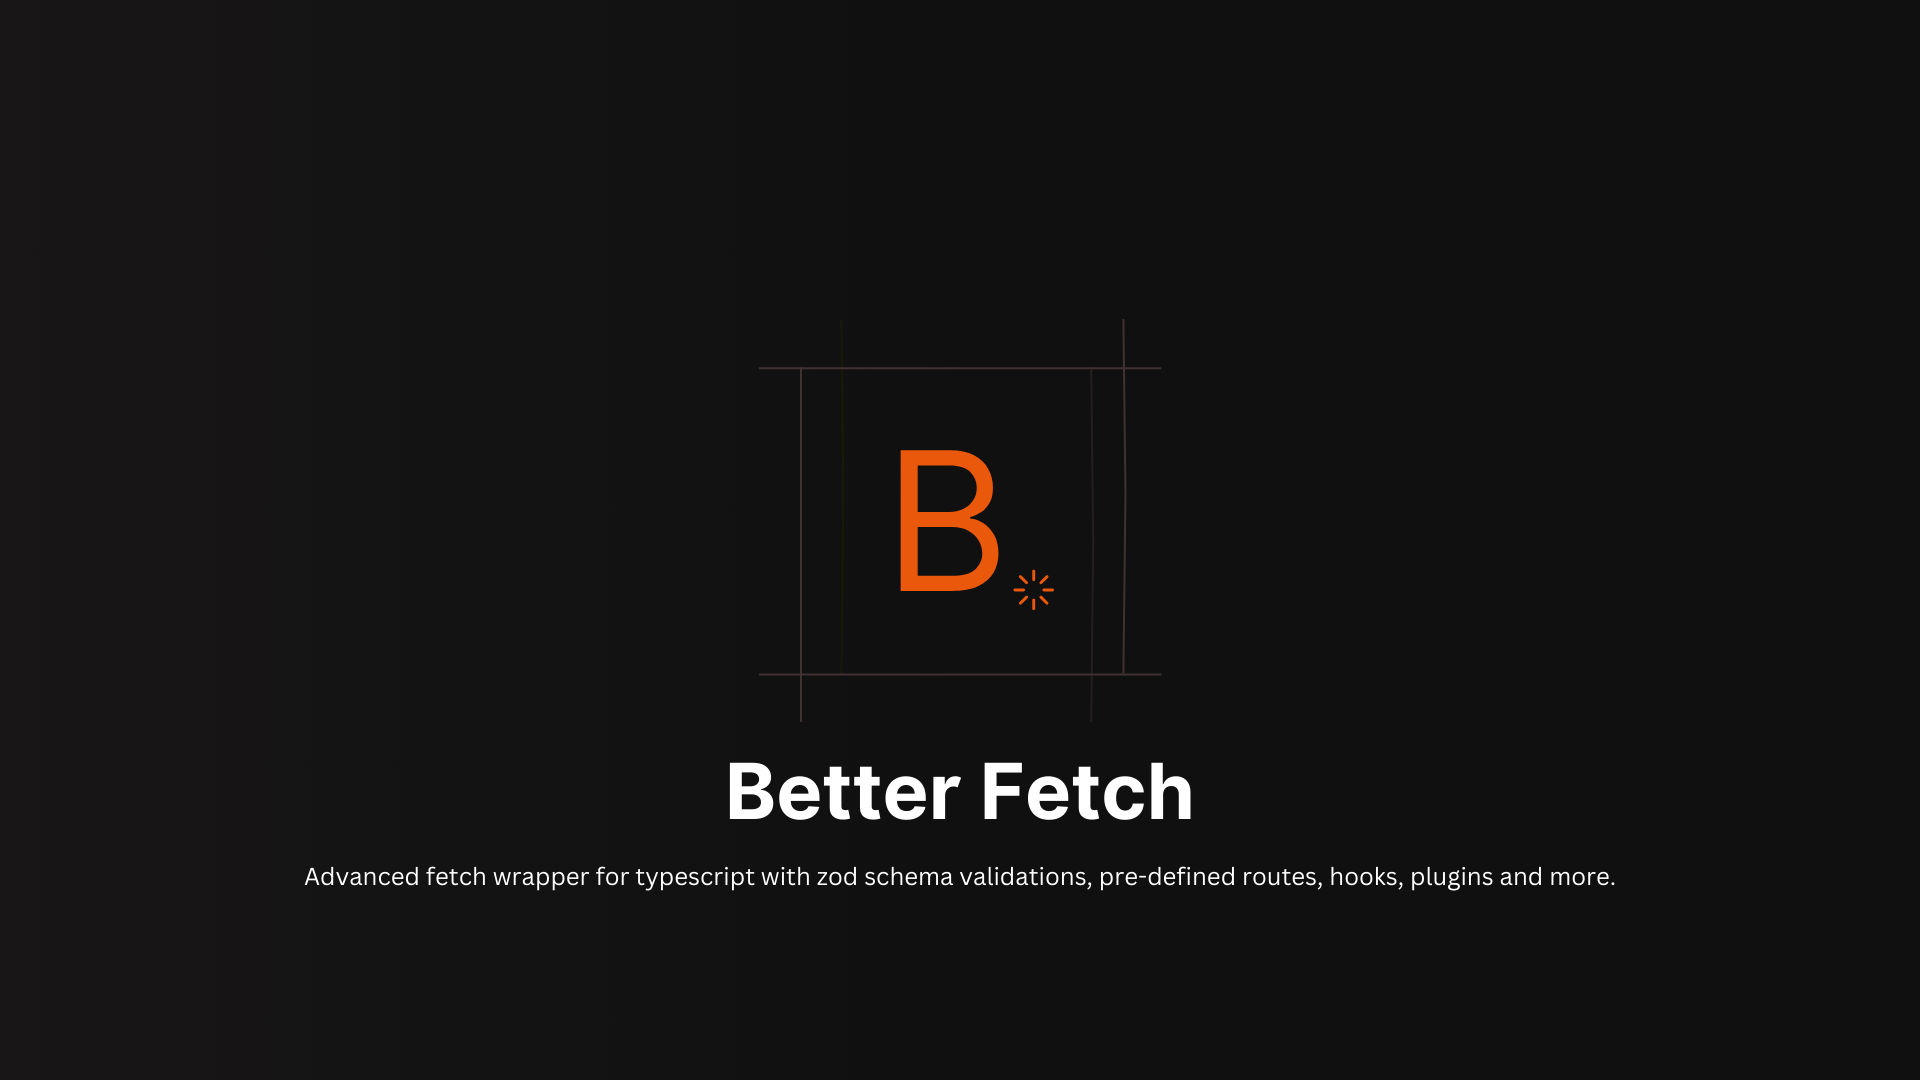 B
Better Fetch
Advanced fetch wrapper for typescript with zod schema validations, pre-defined routes, hooks, plugins and more.